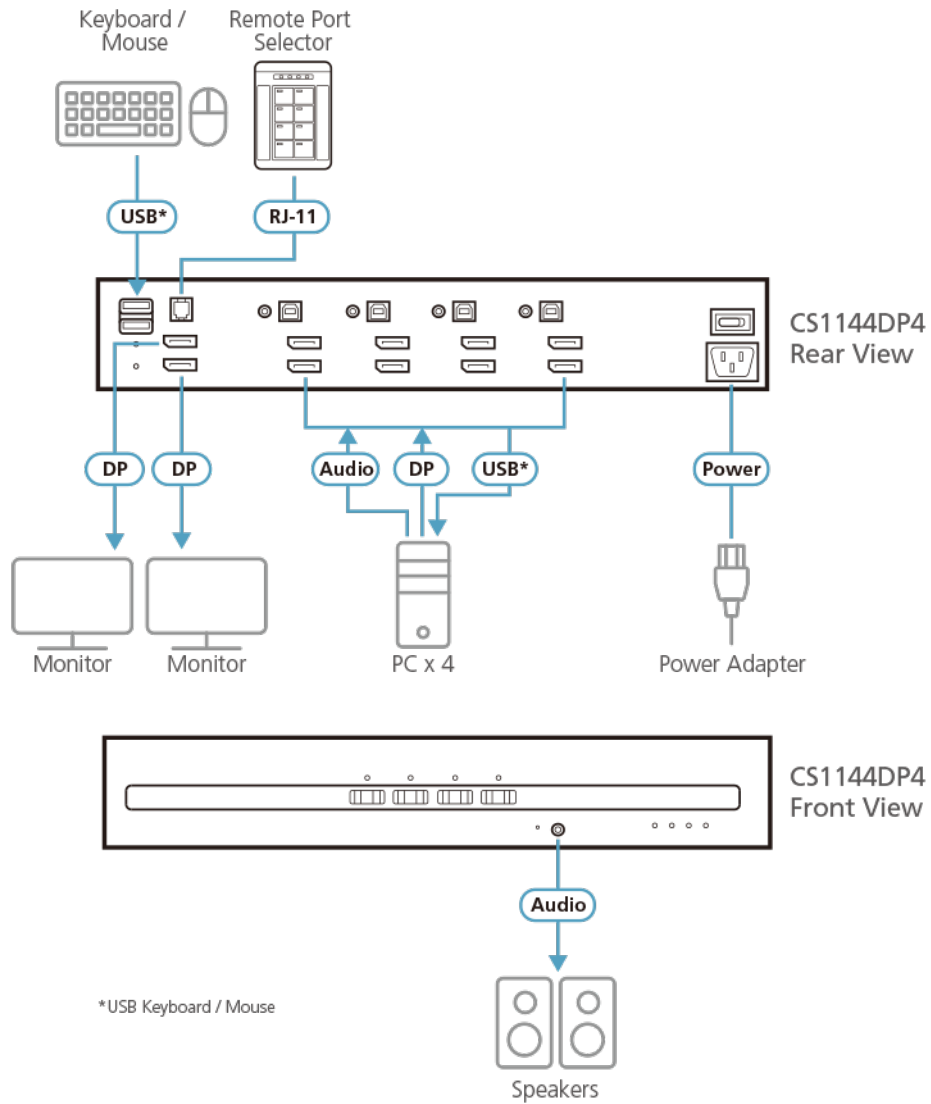 Keyboard /
Mouse
Remote Port
Selector
USB*
RJ-11
CS1144DP4
Rear View
DP
DP
Audio
DP
USB*
Power
Monitor
Monitor
PC x 4
Power Adapter
CS1144DP4
Front View
Audio
*USB Keyboard / Mouse
Speakers